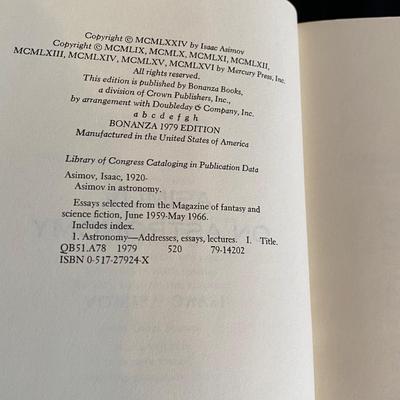 Copyright © MCMLXXIV by Isaac Asimov
Copyright © MCMLIX, MCMLX, MCMLXI, MCMLXII,
MCMLXIII, MCMLXIV, MCMLXV, MCMLXVI by Mercury Press, Inc.
All rights reserved.
This edition is published by Bonanza Books,
a division of Crown Publishers, Inc.,
by arrangement with Doubleday & Company, Inc.
a b c d e f g h
BONANZA 1979 EDITION
Manufactured in the United States of America
Library of Congress Cataloging in Publication Data
Asimov, Isaac, 1920-
Asimov in astronomy.
Essays selected from the Magazine of fantasy and
science fiction, June 1959-May 1966.
Includes index.
1. Astronomy—Addresses, essays, lectures. I. Title.
QB51.A78 1979 520 79-14202
ISBN 0-517-27924-X